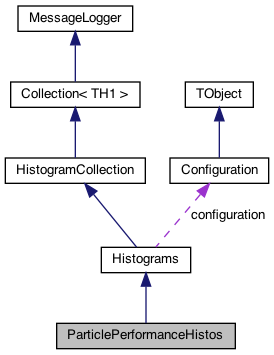 MessageLogger
Collection< TH1 >
TObject
HistogramCollection
Configuration
configuration
Histograms
ParticlePerformanceHistos